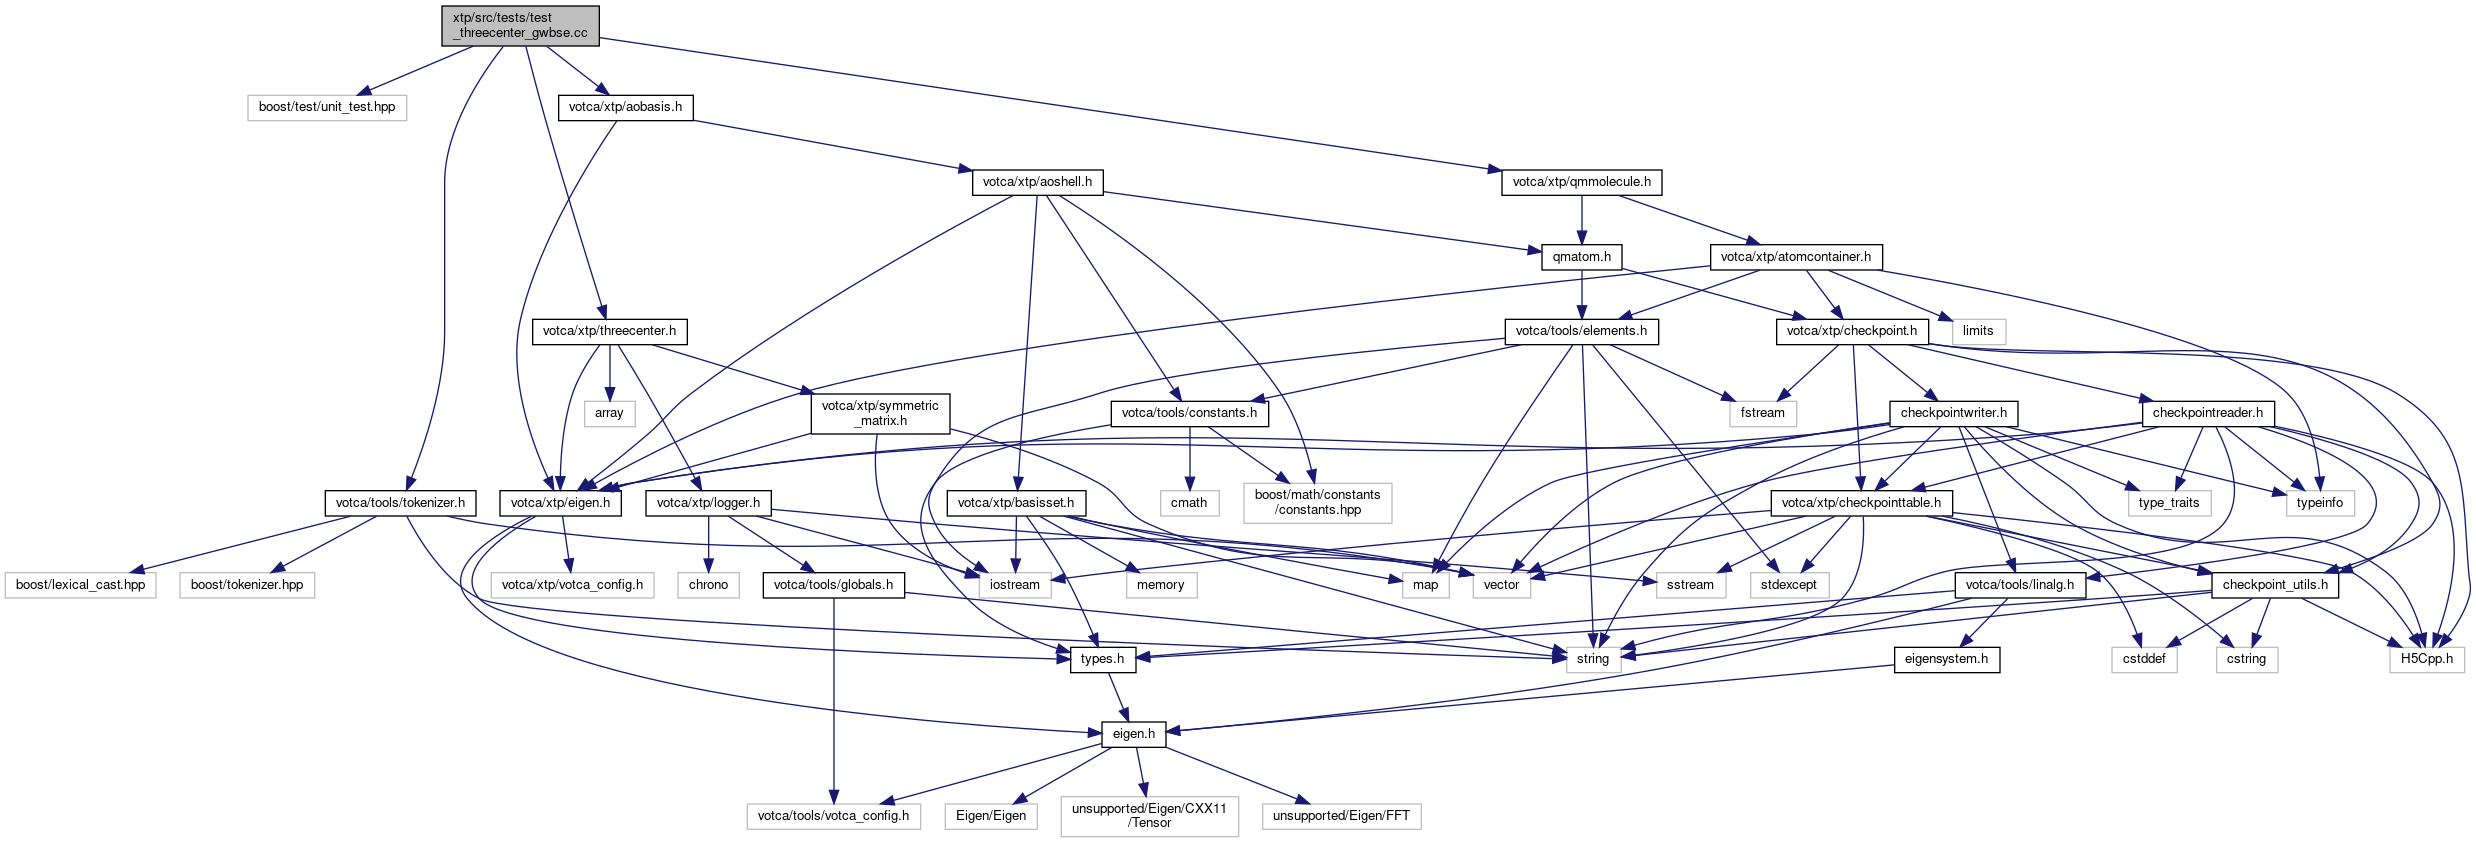 xtp/src/tests/test
_threecenter_gwbse.cc
boost/test/unit_test.hpp
votca/xtp/aobasis.h
votca/xtp/aoshell.h
votca/xtp/qmmolecule.h
qmatom.h
votca/xtp/atomcontainer.h
votca/xtp/threecenter.h
votca/tools/elements.h
votca/xtp/checkpoint.h
limits
array
votca/xtp/symmetric
_matrix.h
votca/tools/constants.h
fstream
checkpointwriter.h
checkpointreader.h
votca/tools/tokenizer.h
votca/xtp/eigen.h
votca/xtp/logger.h
votca/xtp/basisset.h
cmath
boost/math/constants
/constants.hpp
votca/xtp/checkpointtable.h
type_traits
typeinfo
boost/lexical_cast.hpp
boost/tokenizer.hpp
votca/xtp/votca_config.h
chrono
votca/tools/globals.h
iostream
memory
map
vector
sstream
stdexcept
votca/tools/linalg.h
checkpoint_utils.h
types.h
string
eigensystem.h
cstddef
cstring
H5Cpp.h
eigen.h
votca/tools/votca_config.h
Eigen/Eigen
unsupported/Eigen/CXX11
/Tensor
unsupported/Eigen/FFT